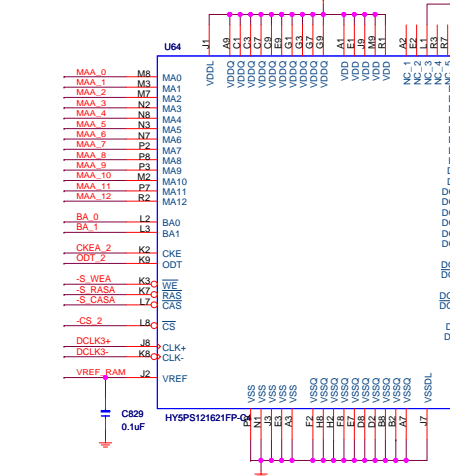 U64
J1 A9 C1 C3 C7 C9 E9 G1 G3 G7 G9 A1 E1 J9 M9 R1 A2 E2 L1 R3 R7
VDDL VDDQ VDDQ VDDQ VDDQ VDDQ VDDQ VDDQ VDDQ VDDQ VDDQ VDD VDD VDD VDD VDD NC_1 NC_2 NC_3 NC_4 NC_5
MAA_0 M8 MA0
MAA_1 M3 MA1
MAA_2 M7 MA2
MAA_3 N2 MA3
MAA_4 N8 MA4
MAA_5 N3 MA5
MAA_6 N7 MA6
MAA_7 P2 MA7
MAA_8 P8 MA8
MAA_9 P3 MA9
MAA_10 M2 MA10
MAA_11 P7 MA11
MAA_12 R2 MA12
BA_0 L2 BA0
BA_1 L3 BA1
CKEA_2 K2 CKE
ODT_2 K9 ODT
-S_WEA K3 WE
-S_RASA K7 RAS
-S_CASA L7 CAS
-CS_2 L8 CS
DCLK3+ J8 CLK+
DCLK3- K8 CLK-
VREF_RAM J2 VREF
VSS VSS VSS VSS VSS VSSQ VSSQ VSSQ VSSQ VSSQ VSSQ VSSQ VSSQ VSSQ VSSQ VSSDL
C829
0.1uF
HY5PS121621FP-C4
N1 J3 E3 A3 F2 H8 H2 F8 E7 D8 D2 B8 B2 A7 J7